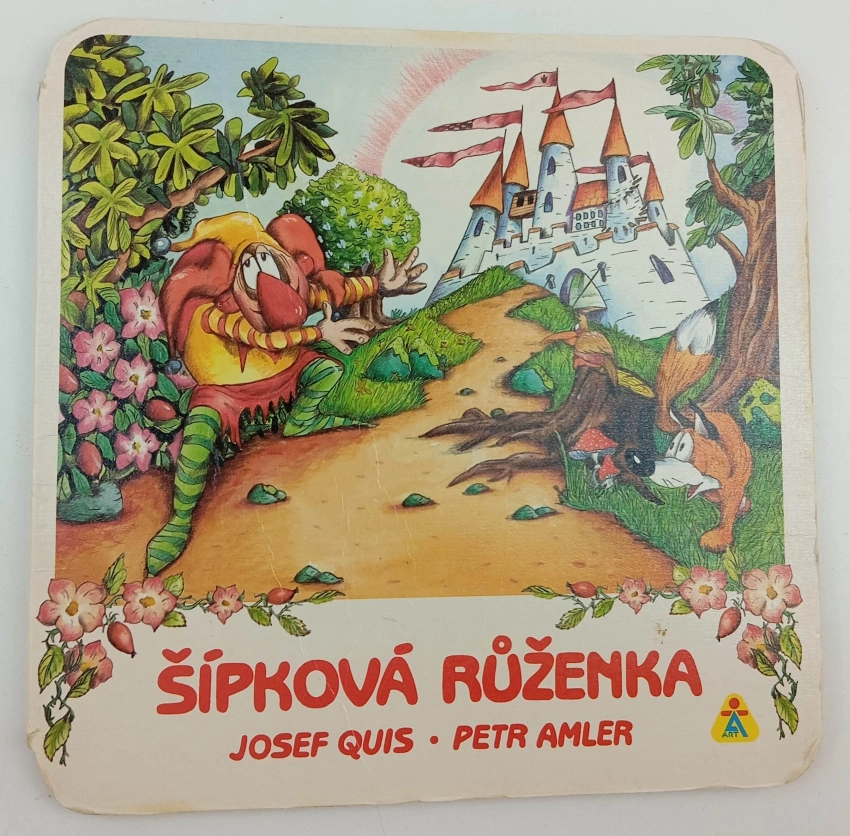 ŠÍPKOVÁ RŮŽENKA
JOSEF QUIS • PETR AMLER
ART